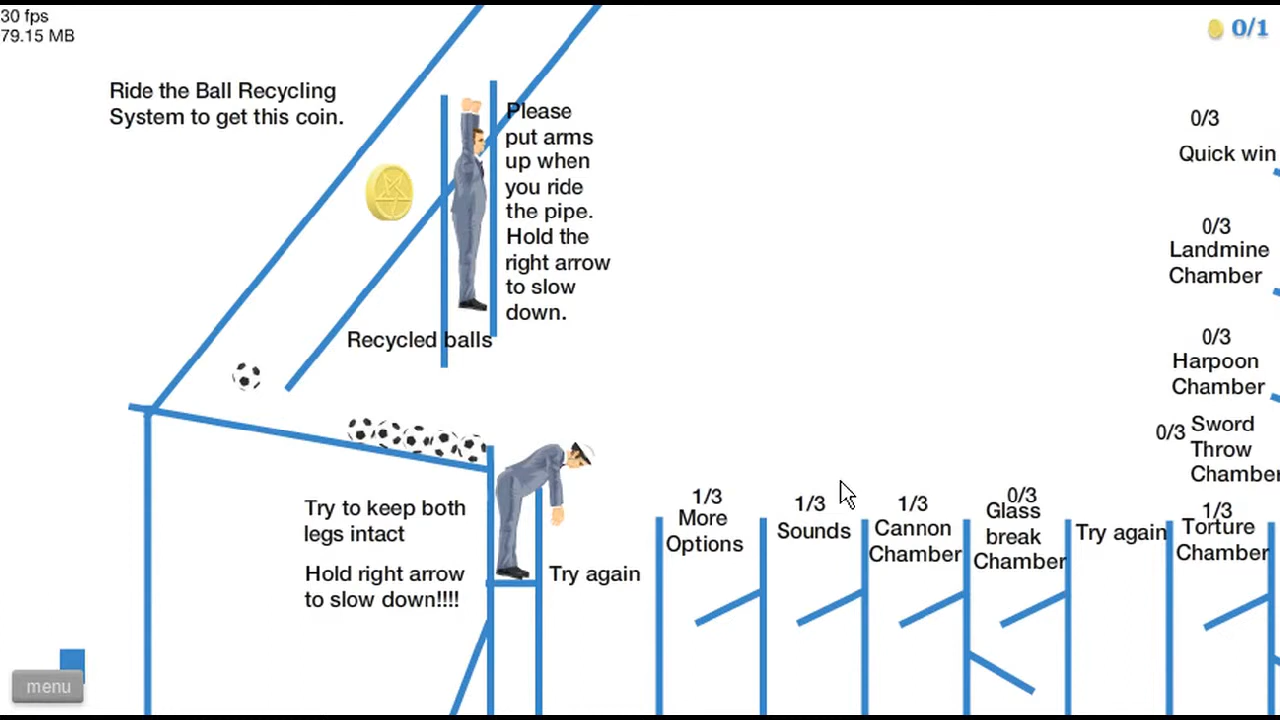 30 fps
79.15 MB
0/1
Ride the Ball Recycling
System to get this coin.
Please
put arms
up when
you ride
the pipe.
Hold the
right arrow
to slow
down.
Recycled balls
0/3
Quick win
0/3
Landmine
Chamber
0/3
Harpoon
Chamber
0/3
Sword
Throw
Chamber
Try to keep both
legs intact
Hold right arrow
to slow down!!!!
Try again
1/3
More
Options
1/3
Sounds
1/3
Cannon
Chamber
0/3
Glass
break
Chamber
Try again
1/3
Torture
Chamber
menu